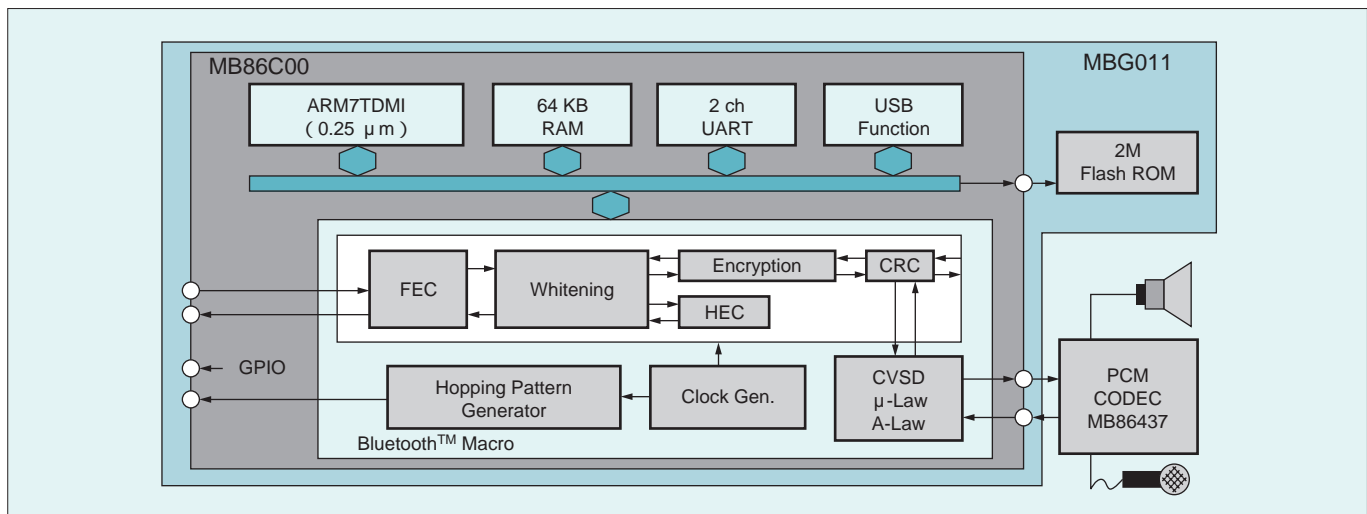 MB86C00
MBG011
ARM7TDMI
( 0.25 µm )
64 KB
RAM
2 ch
UART
USB
Function
2M
Flash ROM
FEC
Whitening
Encryption
CRC
HEC
GPIO
Hopping Pattern
Generator
Clock Gen.
CVSD
µ-Law
A-Law
PCM
CODEC
MB86437
Bluetooth™ Macro